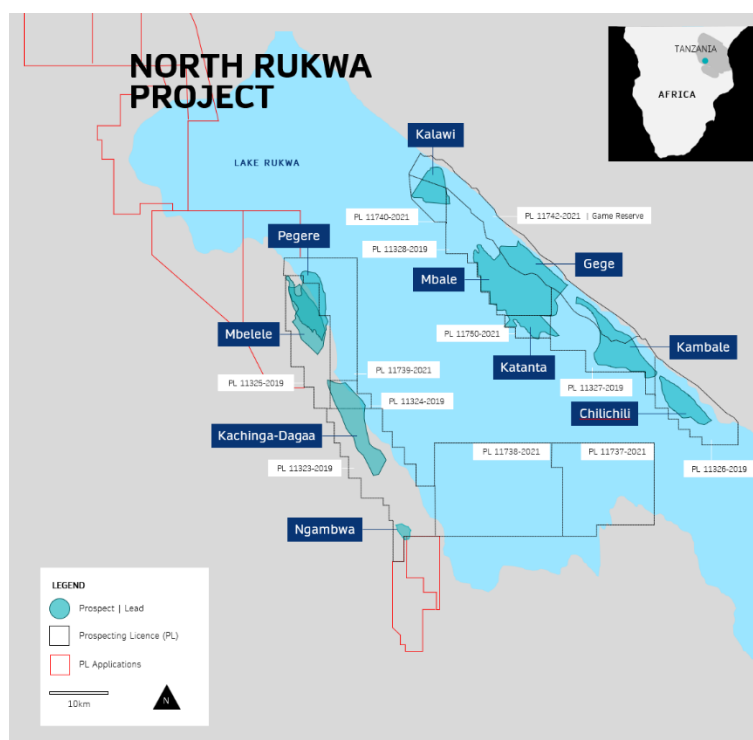 NORTH RUKWA
PROJECT
TANZANIA
AFRICA
LAKE RUKWA
Kalawi
PL 11740-2021
PL 11742-2021 | Game Reserve
Pegere
PL 11328-2019
Gege
Mbale
Mbelele
PL 11750-2021
Kambale
Katanta
PL 11739-2021
PL 11325-2019
PL 11327-2019
PL 11324-2019
Chilichili
Kachinga-Dagaa
PL 11738-2021
PL 11737-2021
PL 11323-2019
PL 11326-2019
Ngambwa
LEGEND
Prospect | Lead
Prospecting Licence (PL)
PL Applications
10km
N